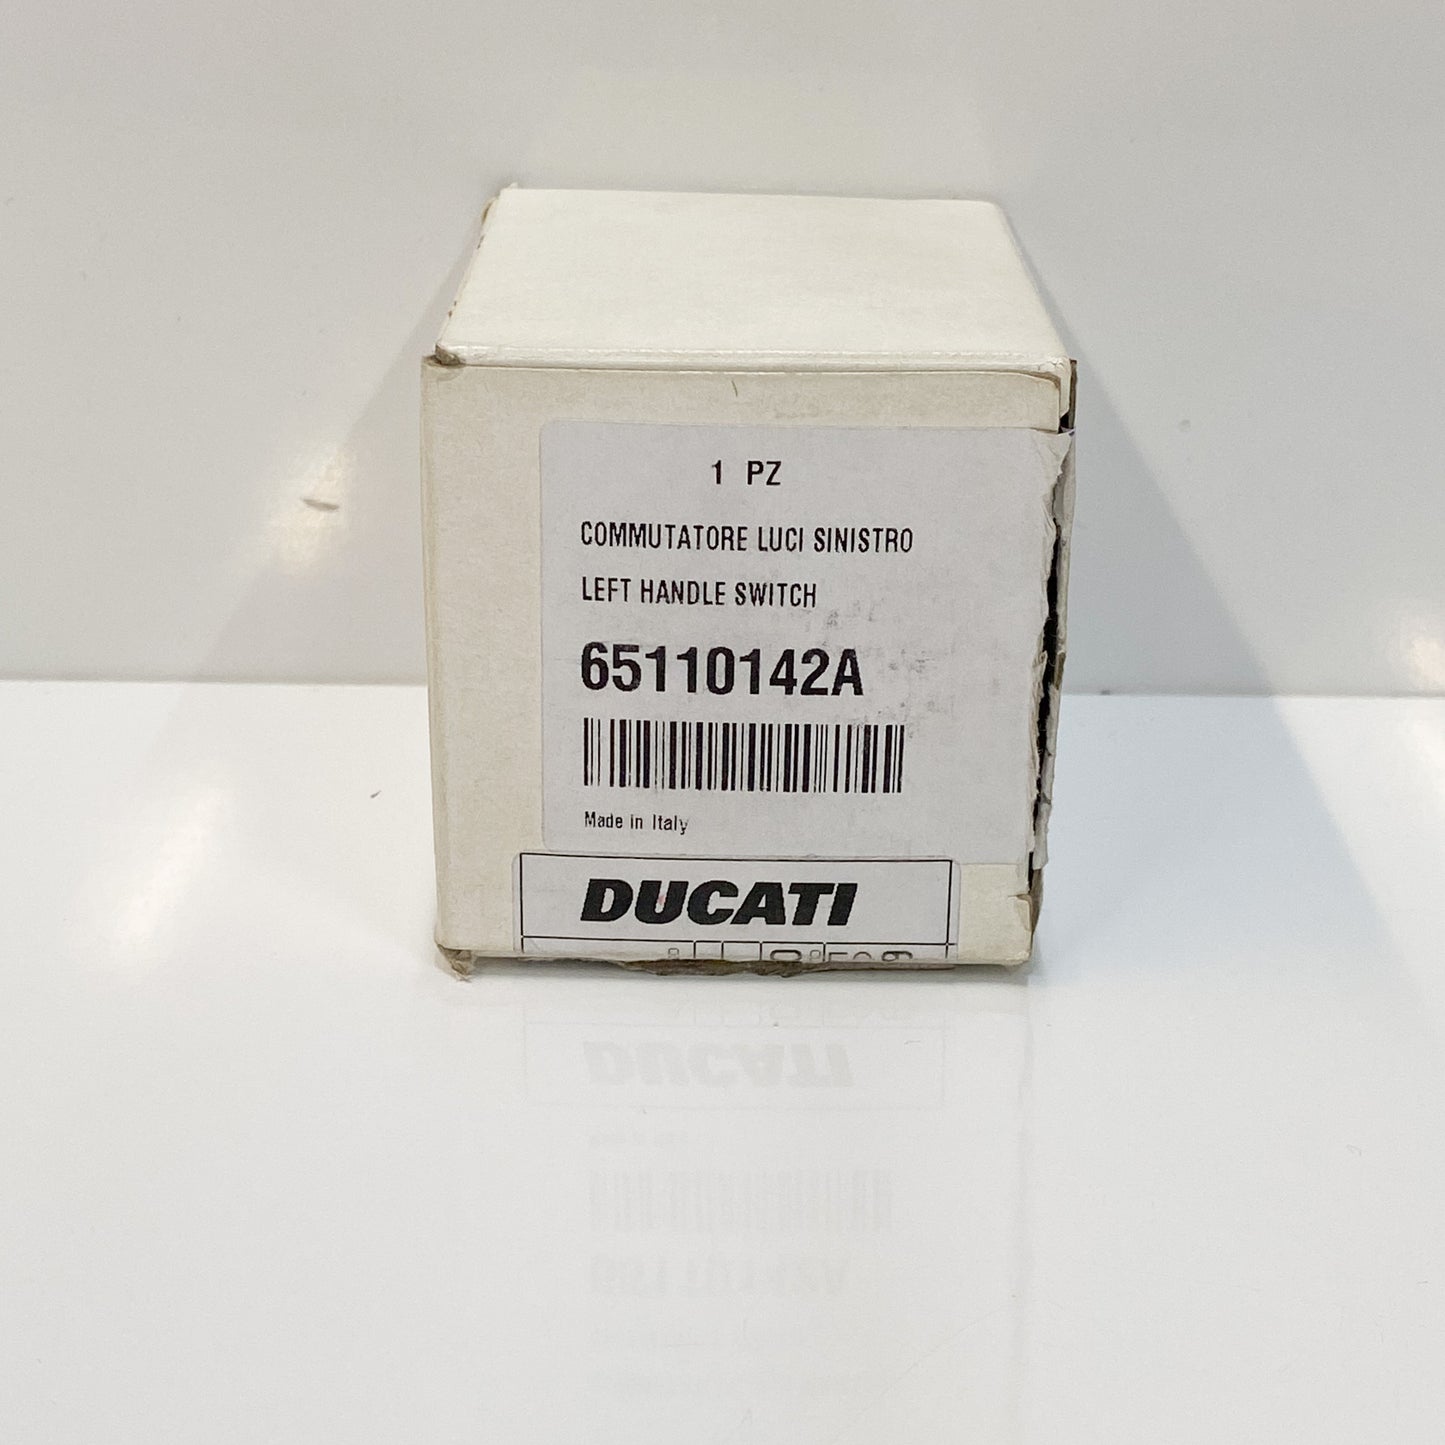 1 PZ
COMMUTATORE LUCI SINISTRO
LEFT HANDLE SWITCH
65110142A
Made in Italy
DUCATI